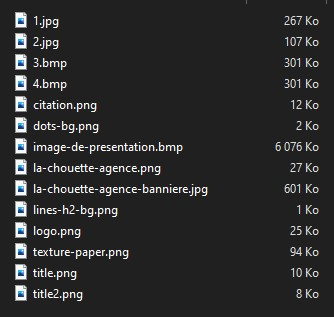 1.jpg 267 Ko
2.jpg 107 Ko
3.bmp 301 Ko
4.bmp 301 Ko
citation.png 12 Ko
dots-bg.png 2 Ko
image-de-presentation.bmp 6 076 Ko
la-chouette-agence.png 27 Ko
la-chouette-agence-banniere.jpg 601 Ko
lines-h2-bg.png 1 Ko
logo.png 25 Ko
texture-paper.png 94 Ko
title.png 10 Ko
title2.png 8 Ko